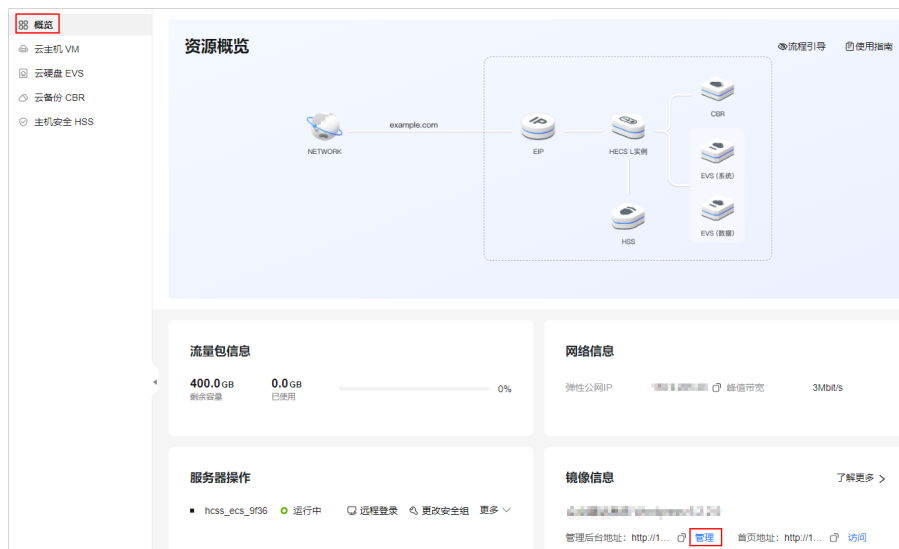 概览
云主机 VM
云硬盘 EVS
云备份 CBR
主机安全 HSS
资源概览
流程引导 使用指南
NETWORK
example.com
EIP
HECS L实例
CBR
EVS (系统)
EVS (数据)
HSS
流量包信息
400.0 GB 0.0 GB
剩余容量 已使用
0%
网络信息
弹性公网IP 峰值带宽 3Mbit/s
服务器操作
hcss_ecs_9f36 运行中 远程登录 更改安全组 更多
镜像信息 了解更多
管理后台地址: http://1... 管理 首页地址: http://1... 访问